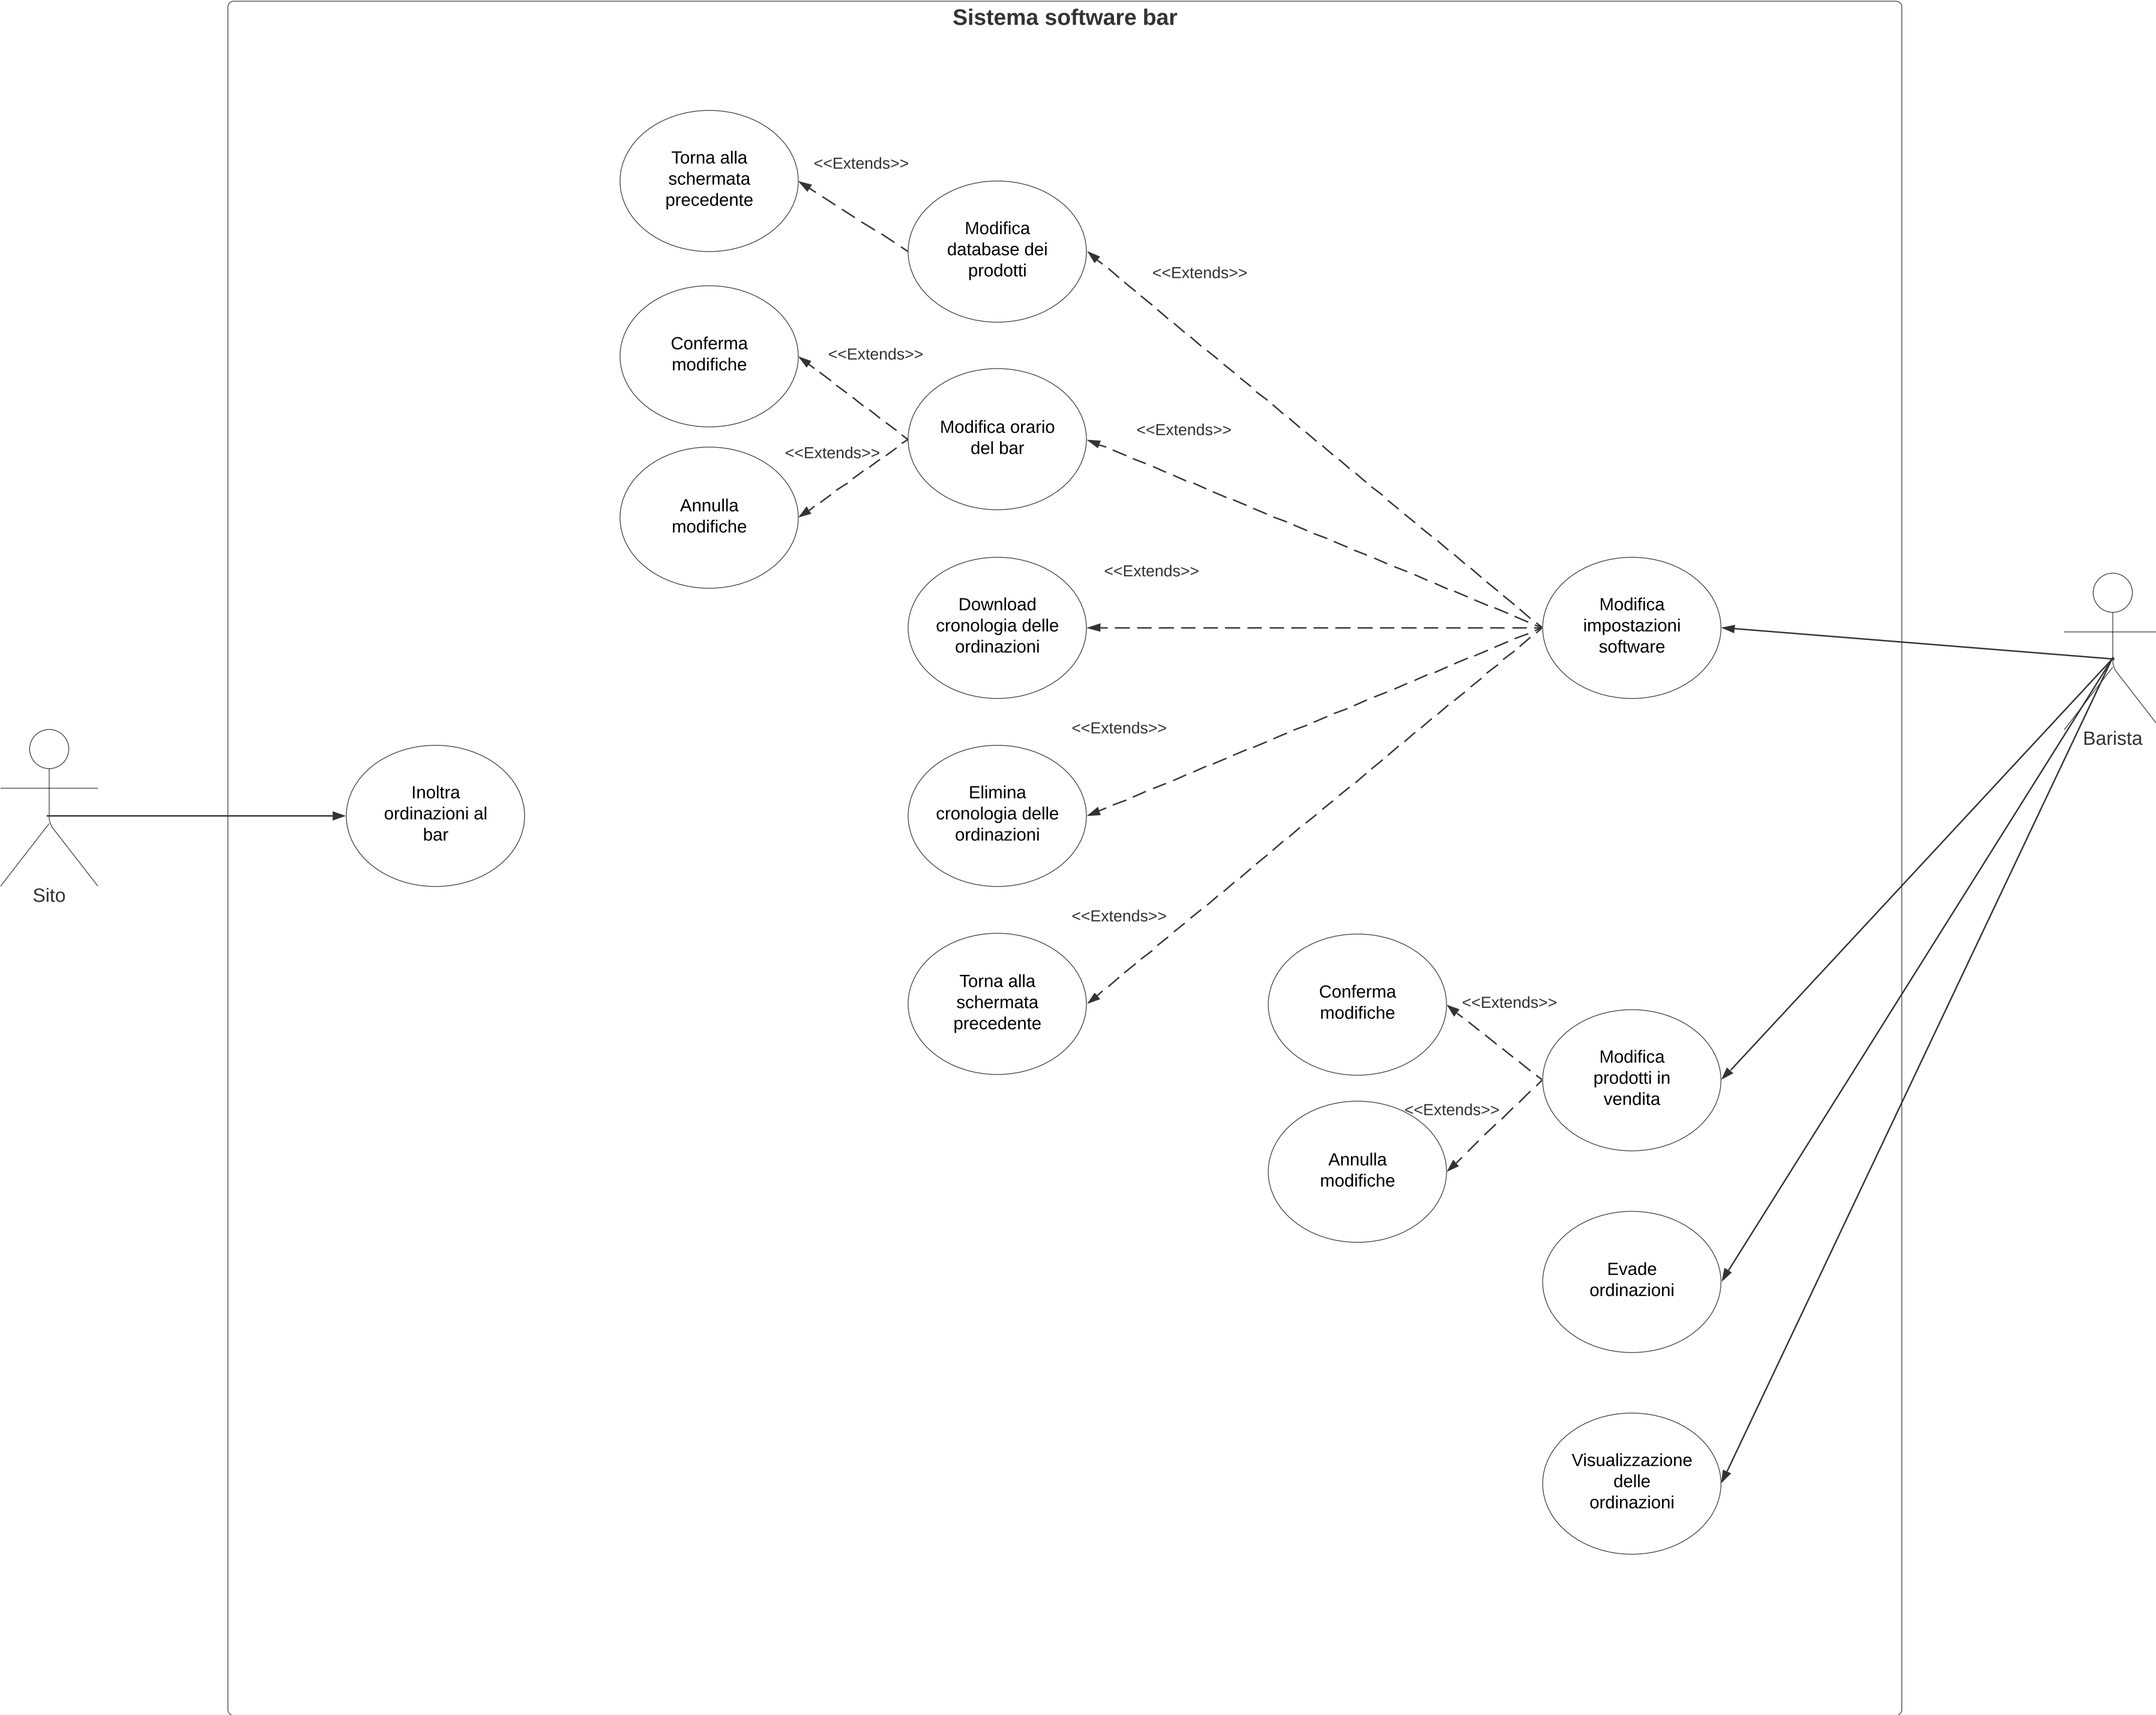 Sistema software bar
Torna alla
schermata
precedente
<<Extends>>
Modifica
database dei
prodotti
<<Extends>>
Conferma
modifiche
<<Extends>>
Modifica orario
del bar
<<Extends>>
<<Extends>>
Annulla
modifiche
Download
cronologia delle
ordinazioni
<<Extends>>
Modifica
impostazioni
software
Barista
Sito
Inoltra
ordinazioni al
bar
Elimina
cronologia delle
ordinazioni
<<Extends>>
Torna alla
schermata
precedente
<<Extends>>
Conferma
modifiche
<<Extends>>
Modifica
prodotti in
vendita
<<Extends>>
Annulla
modifiche
Evade
ordinazioni
Visualizzazione
delle
ordinazioni